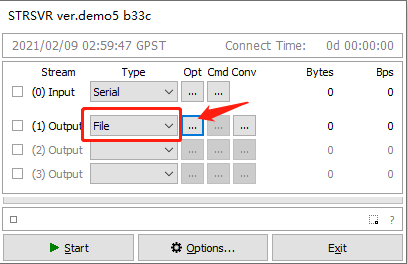 STRSVR ver.demo5 b33c
2021/02/09 02:59:47 GPST Connect Time: 0d 00:00:00
Stream Type Opt Cmd Conv Bytes Bps
(0) Input Serial ... ... 0 0
(1) Output File ... ... ... 0 0
(2) Output ... ... ... 0 0
(3) Output ... ... ... 0 0
?
Start Options... Exit